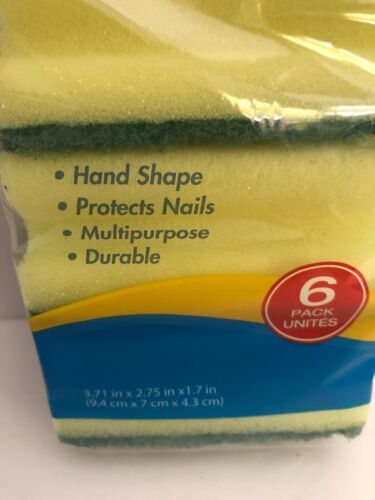 • Hand Shape
• Protects Nails
• Multipurpose
• Durable
6
PACK
UNITÉS
3.71 in x 2.75 in x1.7 in
(9.4 cm x 7 cm x 4.3 cm)